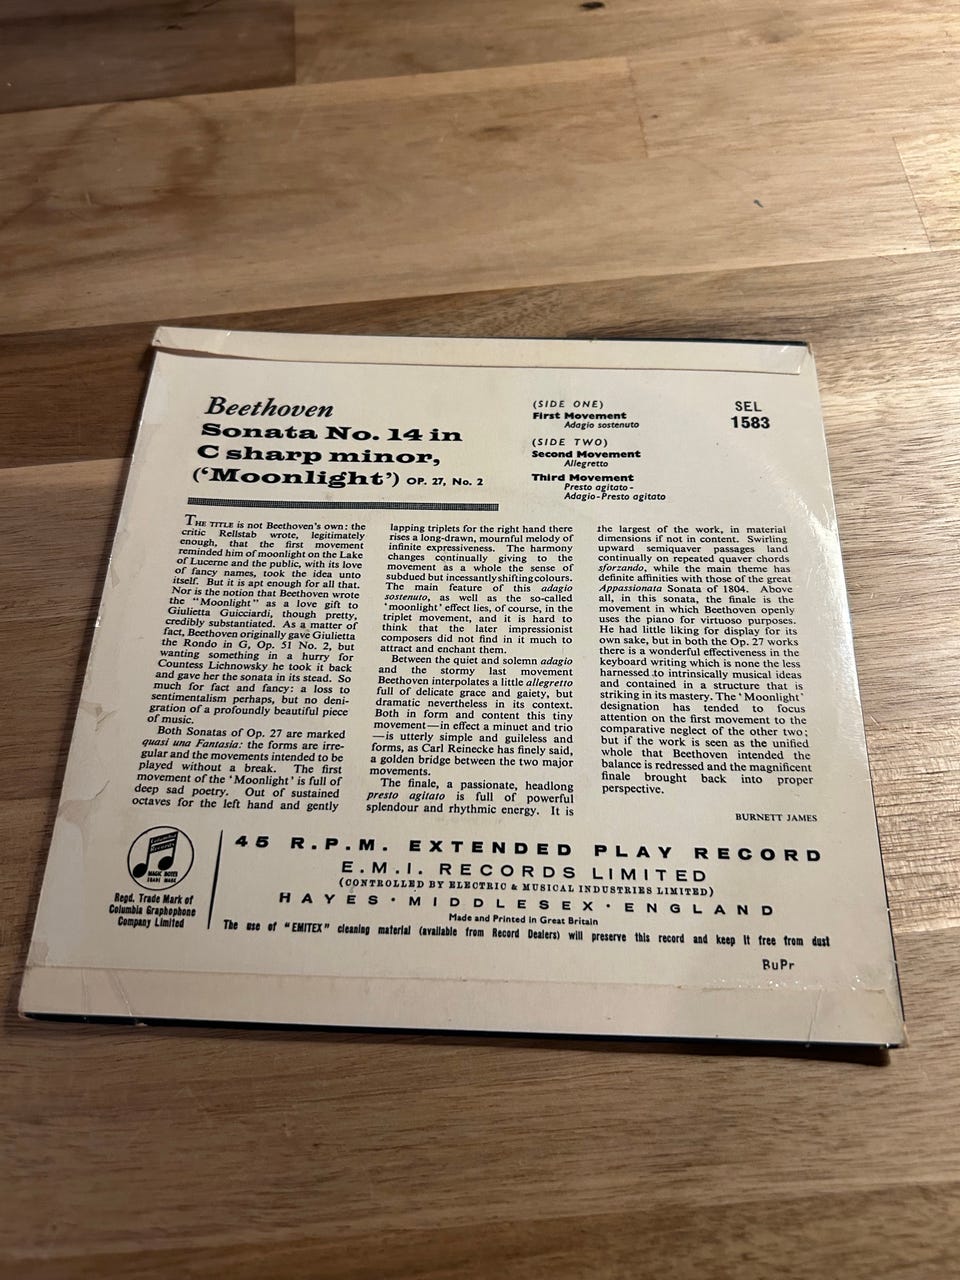 Beethoven
Sonata No. 14 in
C sharp minor,
('Moonlight') OP. 27, No. 2
(SIDE ONE)
First Movement
Adagio sostenuto
(SIDE TWO)
Second Movement
Allegretto
Third Movement
Presto agitato -
Adagio-Presto agitato
SEL
1583
THE TITLE is not Beethoven's own: the
critic Rellstab wrote, legitimately
enough, that the first movement
reminded him of moonlight on the Lake
of Lucerne and the public, with its love
of fancy names, took the idea unto
itself. But it is apt enough for all that.
Nor is the notion that Beethoven wrote
the "Moonlight" as a love gift to
Giulietta Guicciardi, though pretty,
credibly substantiated. As a matter of
fact, Beethoven originally gave Giulietta
the Rondo in G, Op. 51 No. 2, but
wanting something in a hurry for
Countess Lichnowsky he took it back
and gave her the sonata in its stead. So
much for fact and fancy: a loss to
sentimentalism perhaps, but no deni-
gration of a profoundly beautiful piece
of music.
Both Sonatas of Op. 27 are marked
quasi una Fantasia: the forms are irre-
gular and the movements intended to be
played without a break. The first
movement of the 'Moonlight' is full of
deep sad poetry. Out of sustained
octaves for the left hand and gently
lapping triplets for the right hand there
rises a long-drawn, mournful melody of
infinite expressiveness. The harmony
changes continually giving to the
movement as a whole the sense of
subdued but incessantly shifting colours.
The main feature of this adagio
sostenuto, as well as the so-called
'moonlight' effect lies, of course, in the
triplet movement, and it is hard to
think that the later impressionist
composers did not find in it much to
attract and enchant them.
Between the quiet and solemn adagio
and the stormy last movement
Beethoven interpolates a little allegretto
full of delicate grace and gaiety, but
dramatic nevertheless in its context.
Both in form and content this tiny
movement—in effect a minuet and trio
—is utterly simple and guileless and
forms, as Carl Reinecke has finely said,
a golden bridge between the two major
movements.
The finale, a passionate, headlong
presto agitato is full of powerful
splendour and rhythmic energy. It is
the largest of the work, in material
dimensions if not in content. Swirling
upward semiquaver passages land
continually on repeated quaver chords
sforzando, while the main theme has
definite affinities with those of the great
Appassionata Sonata of 1804. Above
all, in this sonata, the finale is the
movement in which Beethoven openly
uses the piano for virtuoso purposes.
He had little liking for display for its
own sake, but in both the Op. 27 works
there is a wonderful effectiveness in the
keyboard writing which is none the less
harnessed to intrinsically musical ideas
and contained in a structure that is
striking in its mastery. The 'Moonlight'
designation has tended to focus
attention on the first movement to the
comparative neglect of the other two;
but if the work is seen as the unified
whole that Beethoven intended the
balance is redressed and the magnificent
finale brought back into proper
perspective.
BURNETT JAMES
Columbia
Records
MAGIC NOTES
TRADE MARK
Regd. Trade Mark of
Columbia Graphophone
Company Limited
45 R.P.M. EXTENDED PLAY RECORD
E.M.I. RECORDS LIMITED
(CONTROLLED BY ELECTRIC & MUSICAL INDUSTRIES LIMITED)
HAYES · MIDDLESEX · ENGLAND
Made and Printed in Great Britain
The use of "EMITEX" cleaning material (available from Record Dealers) will preserve this record and keep it free from dust
BuPr